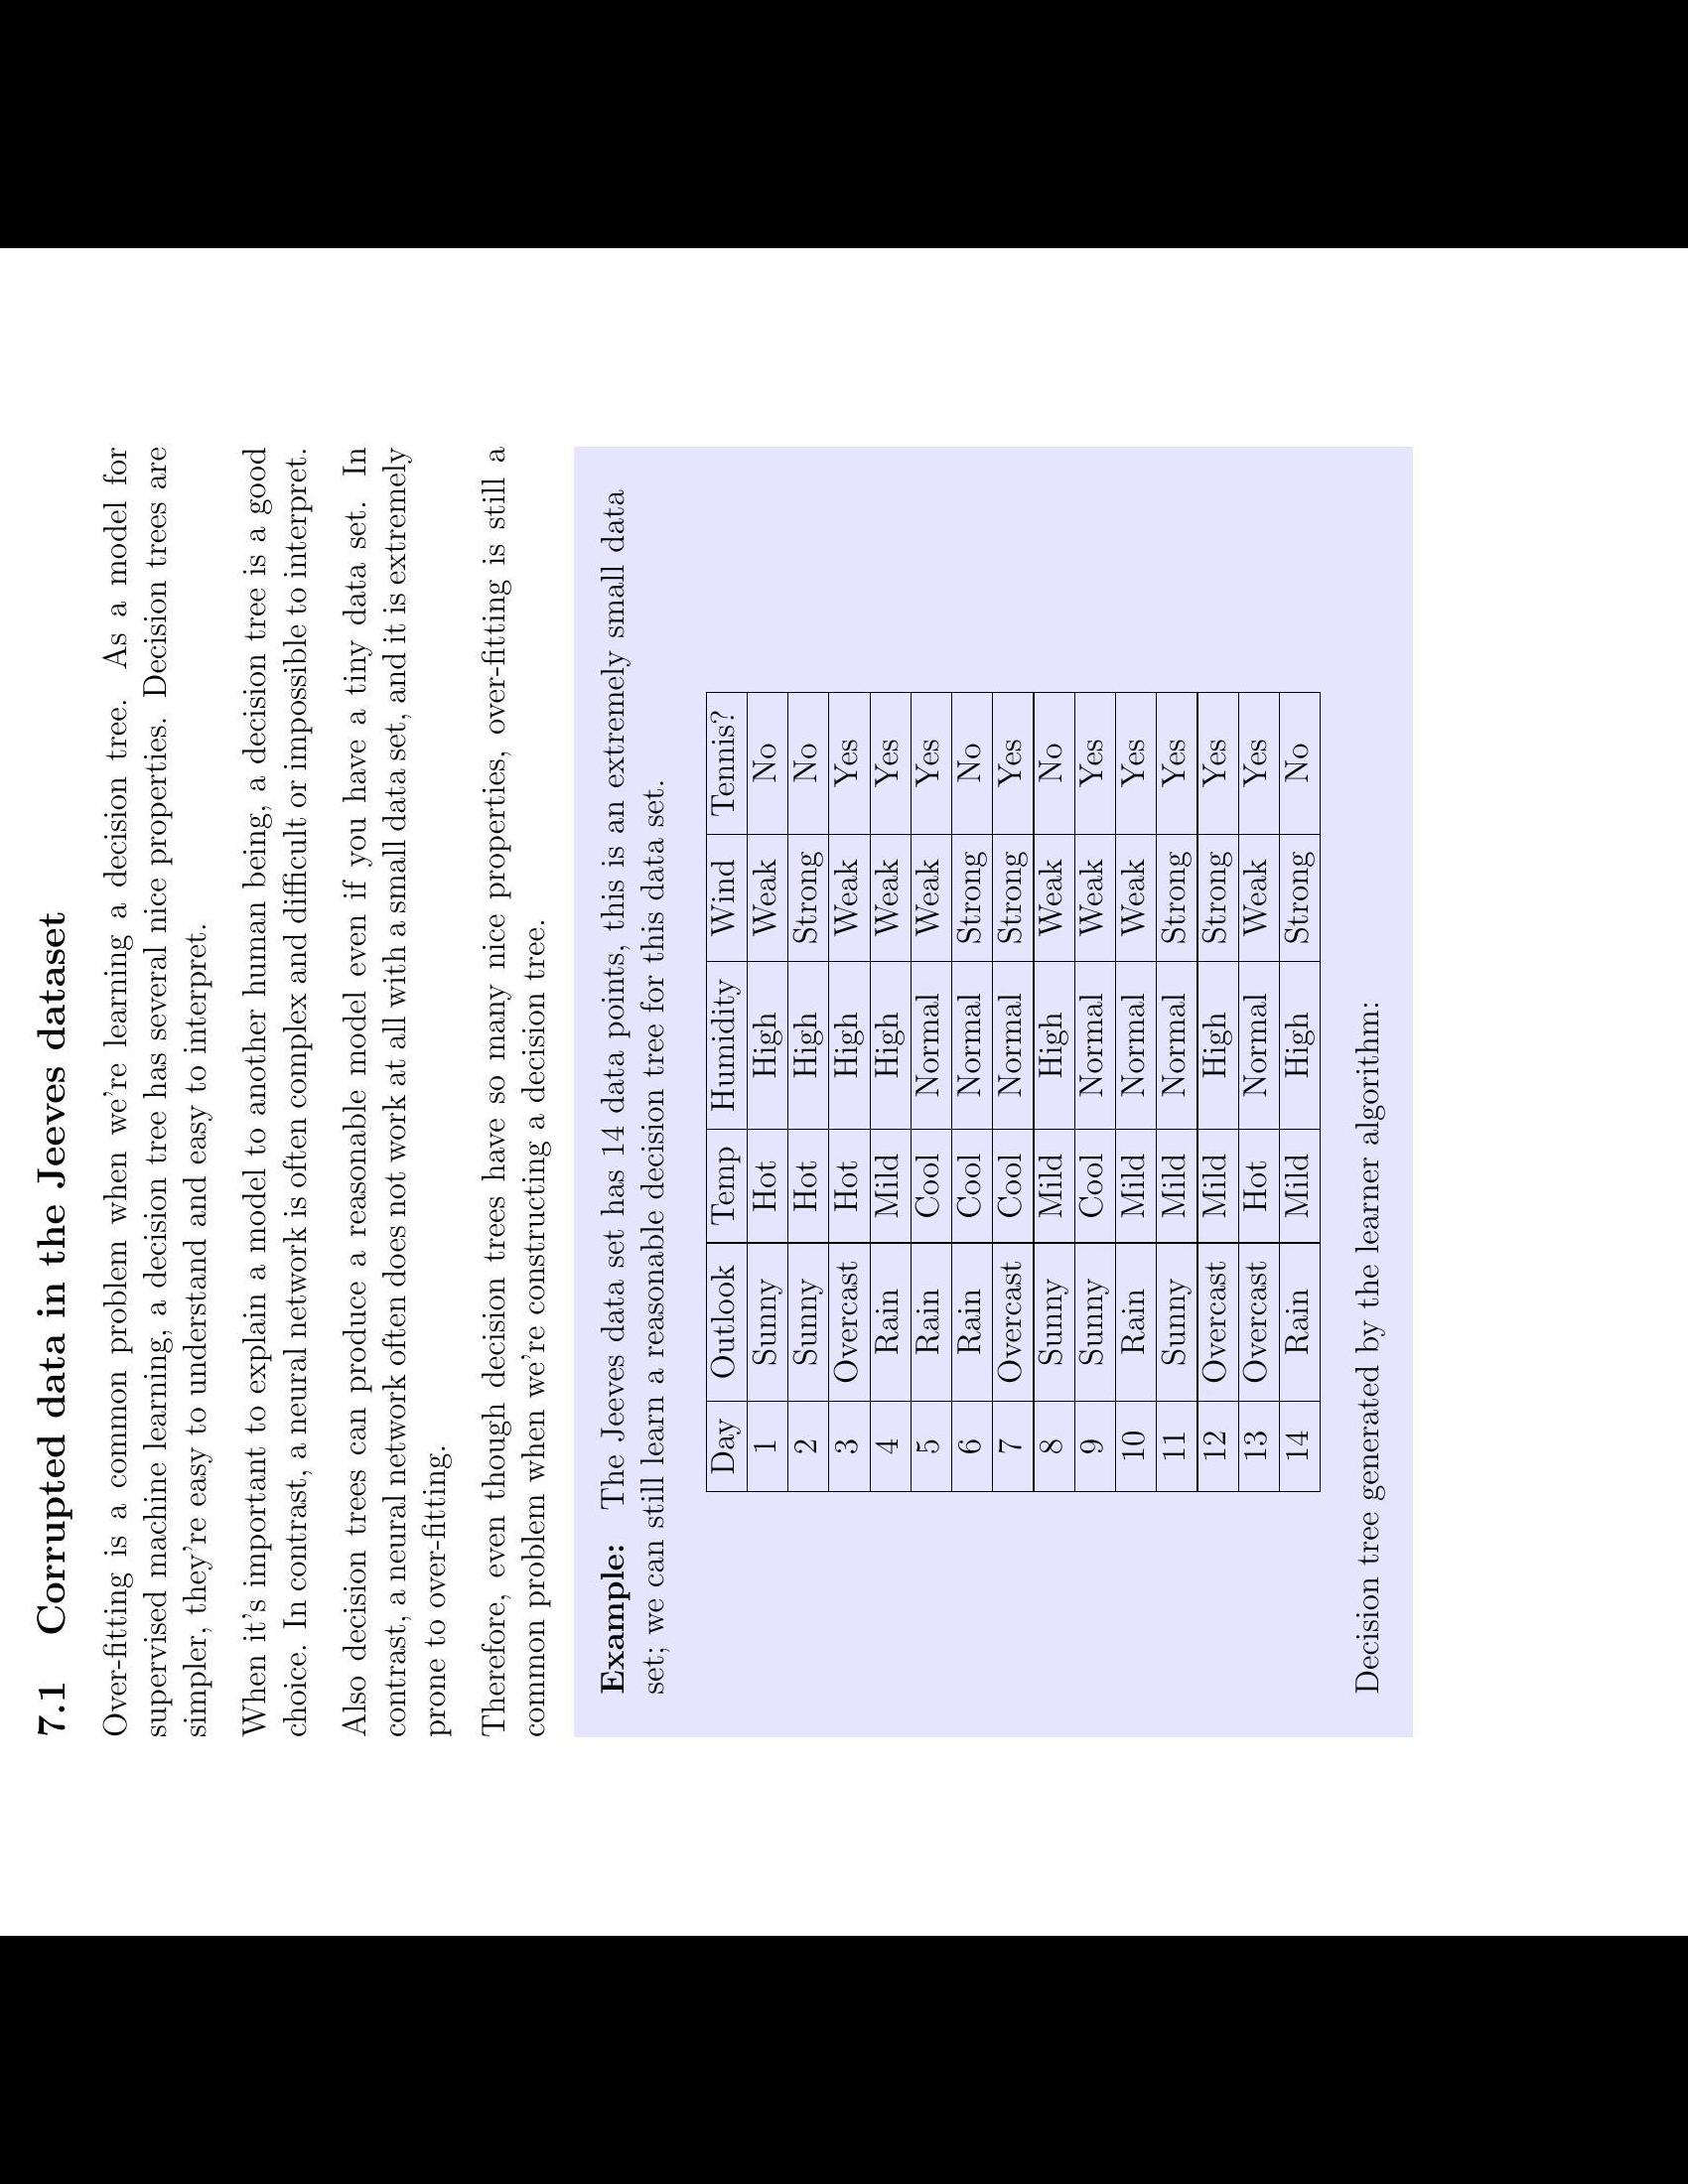 7.1 Corrupted data in the Jeeves dataset
Over-fitting is a common problem when we're learning a decision tree. As a model for
supervised machine learning, a decision tree has several nice properties. Decision trees are
simpler, they're easy to understand and easy to interpret.
When it's important to explain a model to another human being, a decision tree is a good
choice. In contrast, a neural network is often complex and difficult or impossible to interpret.
Also decision trees can produce a reasonable model even if you have a tiny data set. In
contrast, a neural network often does not work at all with a small data set, and it is extremely
prone to over-fitting.
Therefore, even though decision trees have so many nice properties, over-fitting is still a
common problem when we're constructing a decision tree.
Example: The Jeeves data set has 14 data points, this is an extremely small data
set; we can still learn a reasonable decision tree for this data set.
Day Outlook Temp Humidity Wind Tennis?
1 Sunny Hot High Weak No
2 Sunny Hot High Strong No
3 Overcast Hot High Weak Yes
4 Rain Mild High Weak Yes
5 Rain Cool Normal Weak Yes
6 Rain Cool Normal Strong No
7 Overcast Cool Normal Strong Yes
8 Sunny Mild High Weak No
9 Sunny Cool Normal Weak Yes
10 Rain Mild Normal Weak Yes
11 Sunny Mild Normal Strong Yes
12 Overcast Mild High Strong Yes
13 Overcast Hot Normal Weak Yes
14 Rain Mild High Strong No
Decision tree generated by the learner algorithm: